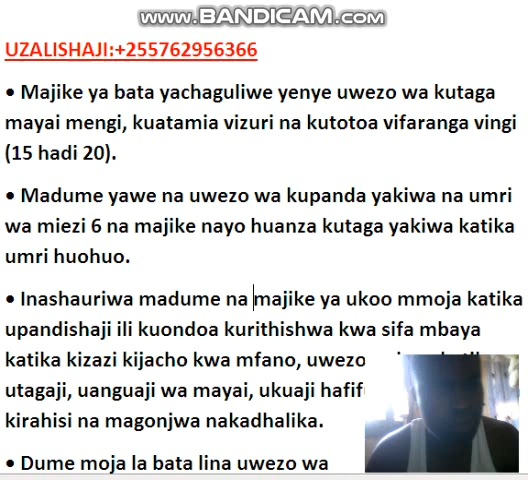 www.BANDICAM.com
UZALISHAJI:+255762956366
• Majike ya bata yachaguliwe yenye uwezo wa kutaga
mayai mengi, kuatamia vizuri na kutotoa vifaranga vingi
(15 hadi 20).
• Madume yawe na uwezo wa kupanda yakiwa na umri
wa miezi 6 na majike nayo huanza kutaga yakiwa katika
umri huohuo.
• Inashauriwa madume na majike ya ukoo mmoja katika
upandishaji ili kuondoa kurithishwa kwa sifa mbaya
katika kizazi kijacho kwa mfano, uwezo
utagaji, uanguaji wa mayai, ukuaji
kirahisi na magonjwa nakadhalika.
• Dume moja la bata lina uwezo wa